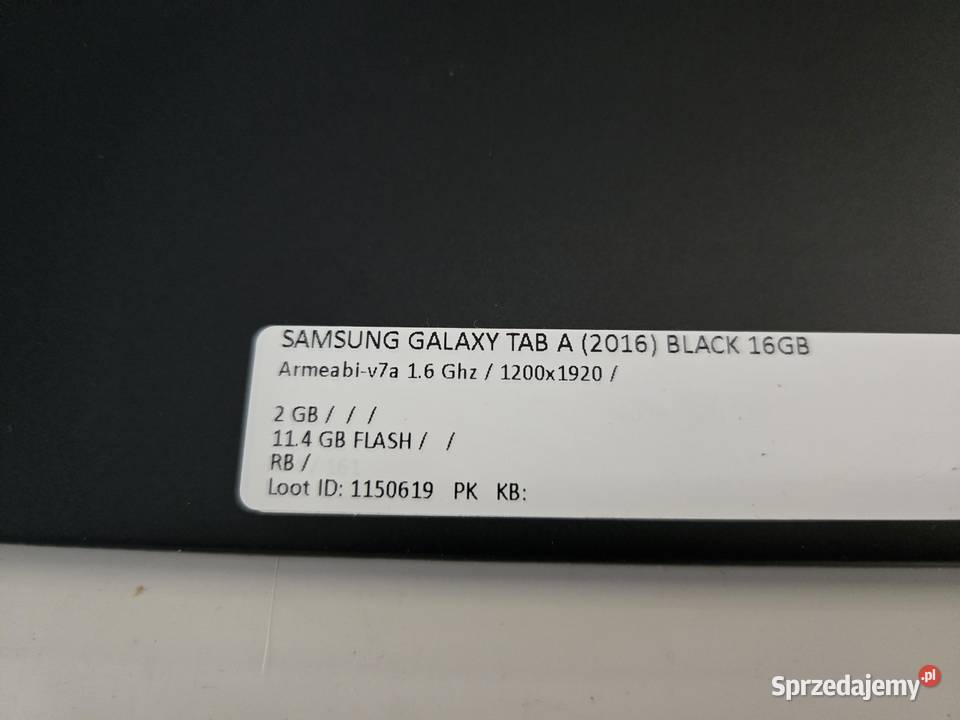 SAMSUNG GALAXY TAB A (2016) BLACK 16GB
Armeabi-v7a 1.6 Ghz / 1200x1920 /
2 GB / / /
11.4 GB FLASH / /
RB /
Loot ID: 1150619 PK KB:
Sprzedajemy.pl